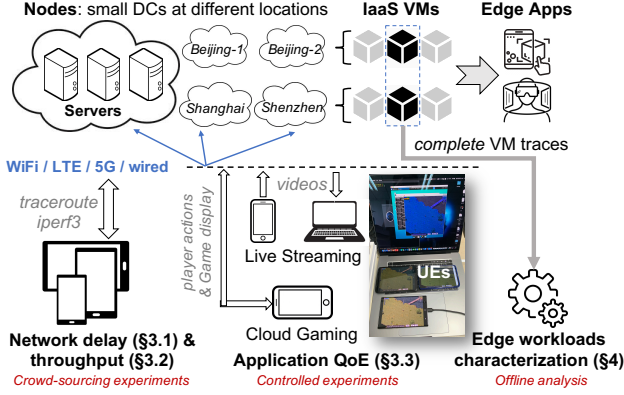 Nodes: small DCs at different locations
IaaS VMs
Edge Apps
Beijing-1
Beijing-2
Servers
Shanghai
Shenzhen
complete VM traces
WiFi / LTE / 5G / wired
traceroute
iperf3
player actions
& Game display
videos
Live Streaming
UEs
Cloud Gaming
Network delay (§3.1) &
throughput (§3.2)
Crowd-sourcing experiments
Application QoE (§3.3)
Controlled experiments
Edge workloads
characterization (§4)
Offline analysis